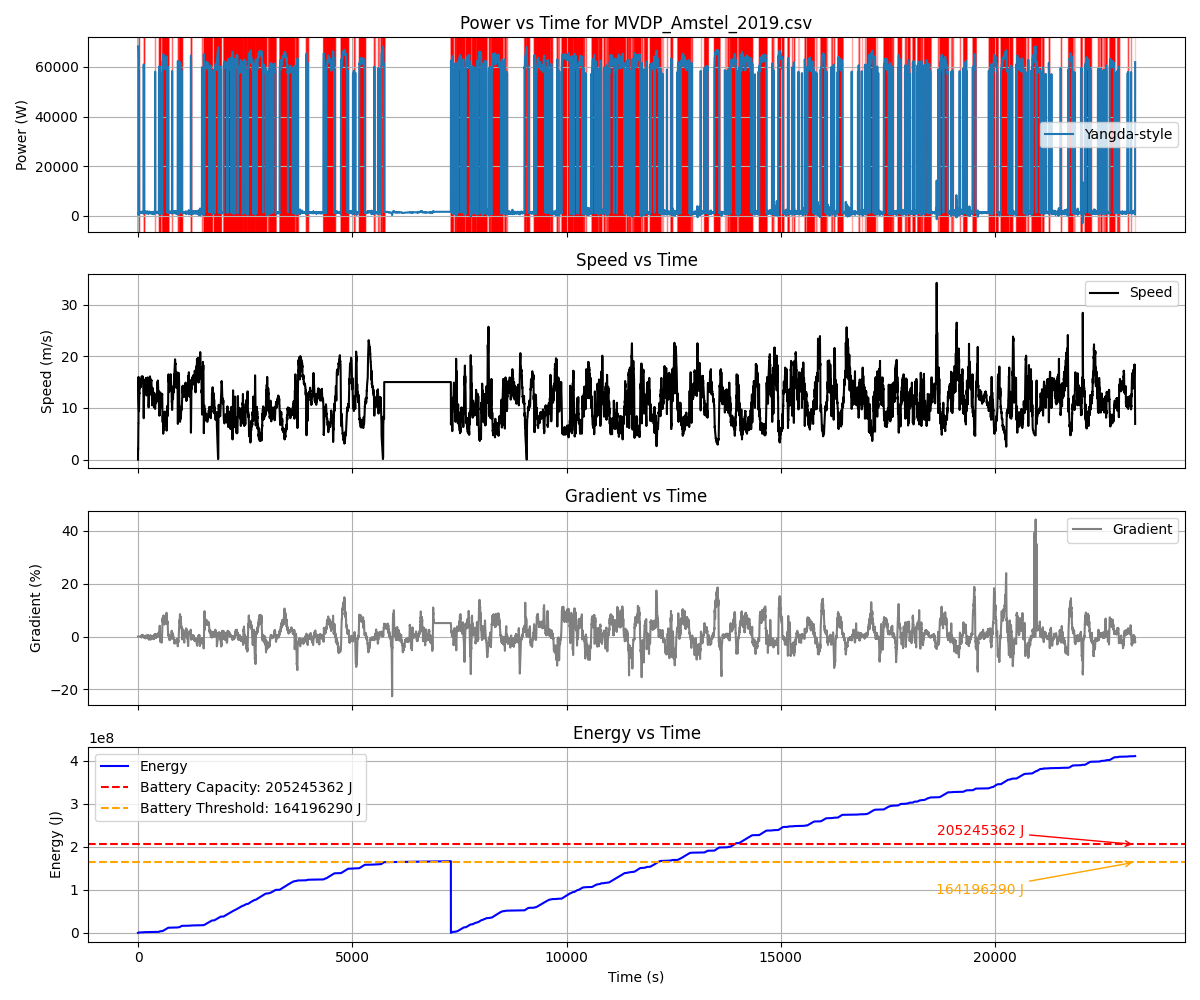 Power vs Time for MVDP_Amstel_2019.csv
Power (W)
60000
40000
20000
0
Yangda-style
Speed vs Time
Speed (m/s)
30
20
10
0
Speed
Gradient vs Time
Gradient (%)
40
20
0
−20
Gradient
Energy vs Time
1e8
Energy (J)
4
3
2
1
0
Energy
Battery Capacity: 205245362 J
Battery Threshold: 164196290 J
205245362 J
164196290 J
0 5000 10000 15000 20000
Time (s)